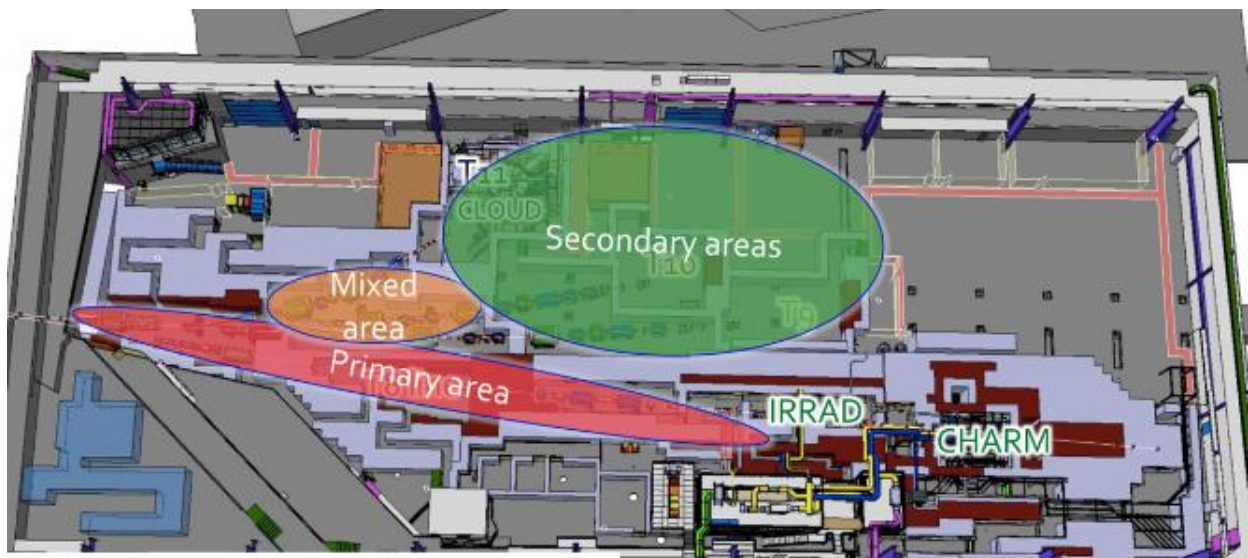 T11
CLOUD
Secondary areas
T10
Mixed
area
T9
Primary area
IRRAD
CHARM